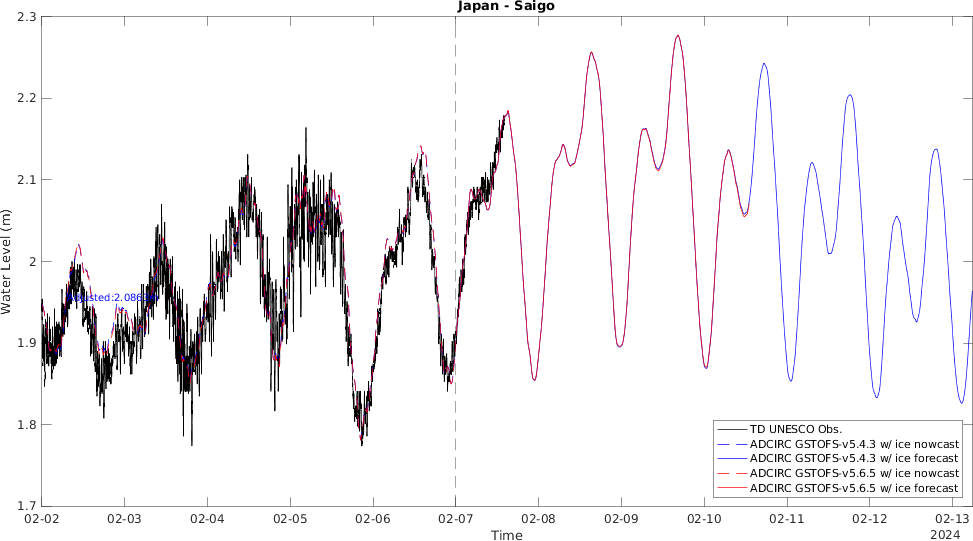 Japan - Saigo
Water Level (m)
2.3
2.2
2.1
2
1.9
1.8
1.7
02-02
02-03
02-04
02-05
02-06
02-07
02-08
02-09
02-10
02-11
02-12
02-13
2024
Time
TD UNESCO Obs.
ADCIRC GSTOFS-v5.4.3 w/ ice nowcast
ADCIRC GSTOFS-v5.4.3 w/ ice forecast
ADCIRC GSTOFS-v5.6.5 w/ ice nowcast
ADCIRC GSTOFS-v5.6.5 w/ ice forecast